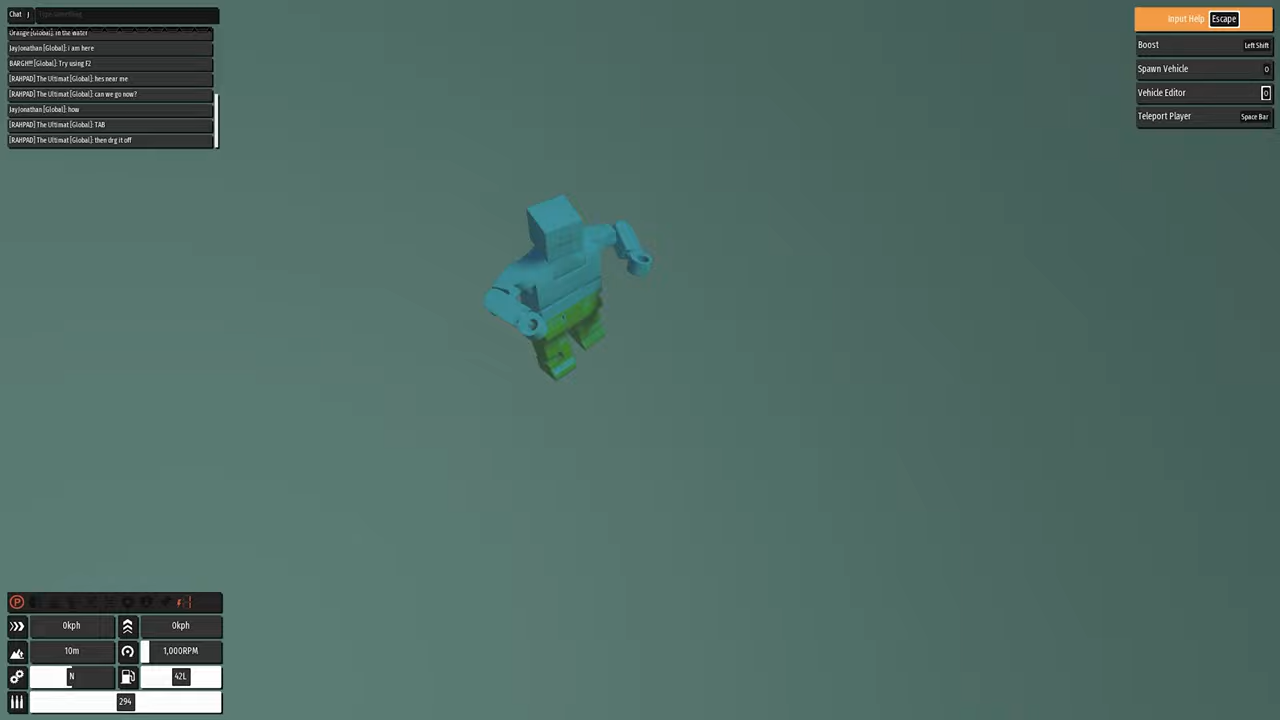 Chat J Type something
Orange [Global]: in the water
JayJonathan [Global]: i am here
BARGH!!! [Global]: Try using F2
[RAHPAD] The Ultimat [Global]: hes near me
[RAHPAD] The Ultimat [Global]: can we go now?
JayJonathan [Global]: how
[RAHPAD] The Ultimat [Global]: TAB
[RAHPAD] The Ultimat [Global]: then drg it off
Input Help Escape
Boost Left Shift
Spawn Vehicle O
Vehicle Editor O
Teleport Player Space Bar
P
0kph 0kph
10m 1,000RPM
N 42L
294